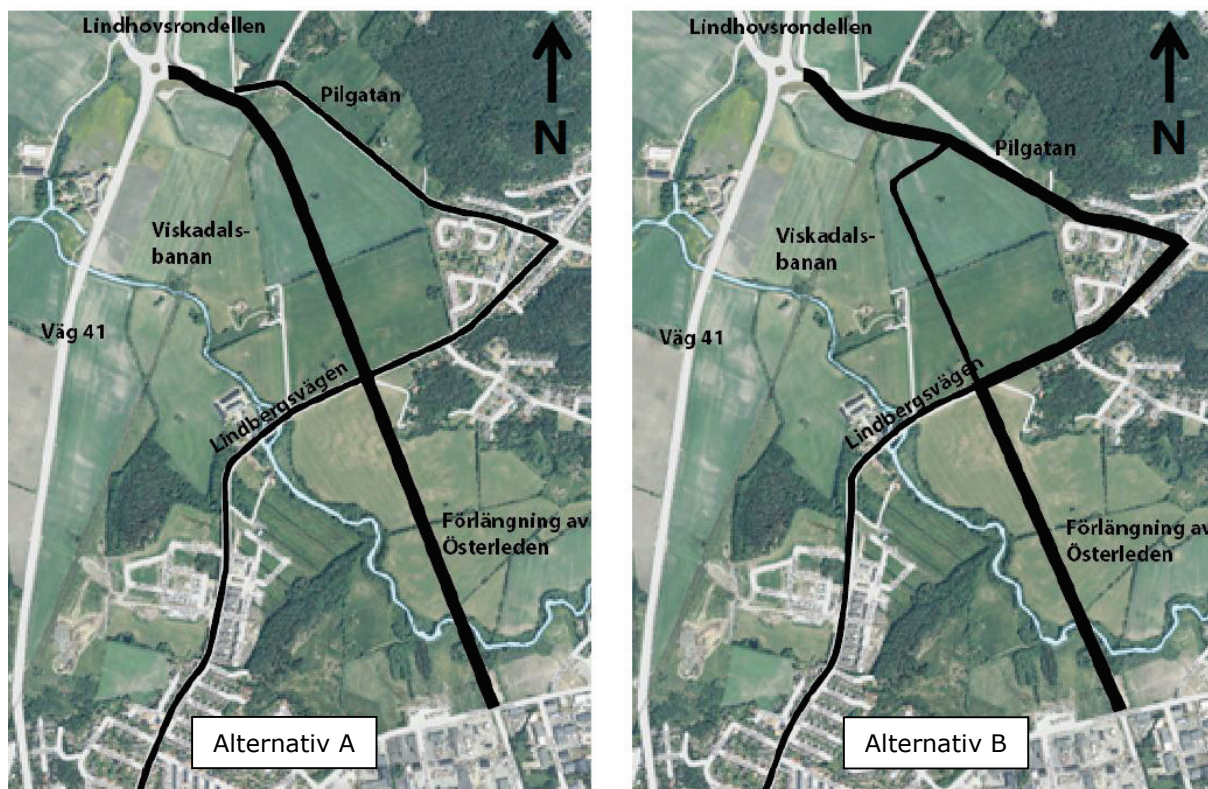 Lindhovsrondellen
Pilgatan
N
Viskadals-
banan
Väg 41
Lindbergsvägen
Förlängning av
Österleden
Alternativ A
Lindhovsrondellen
Pilgatan
N
Viskadals-
banan
Väg 41
Lindbergsvägen
Förlängning av
Österleden
Alternativ B